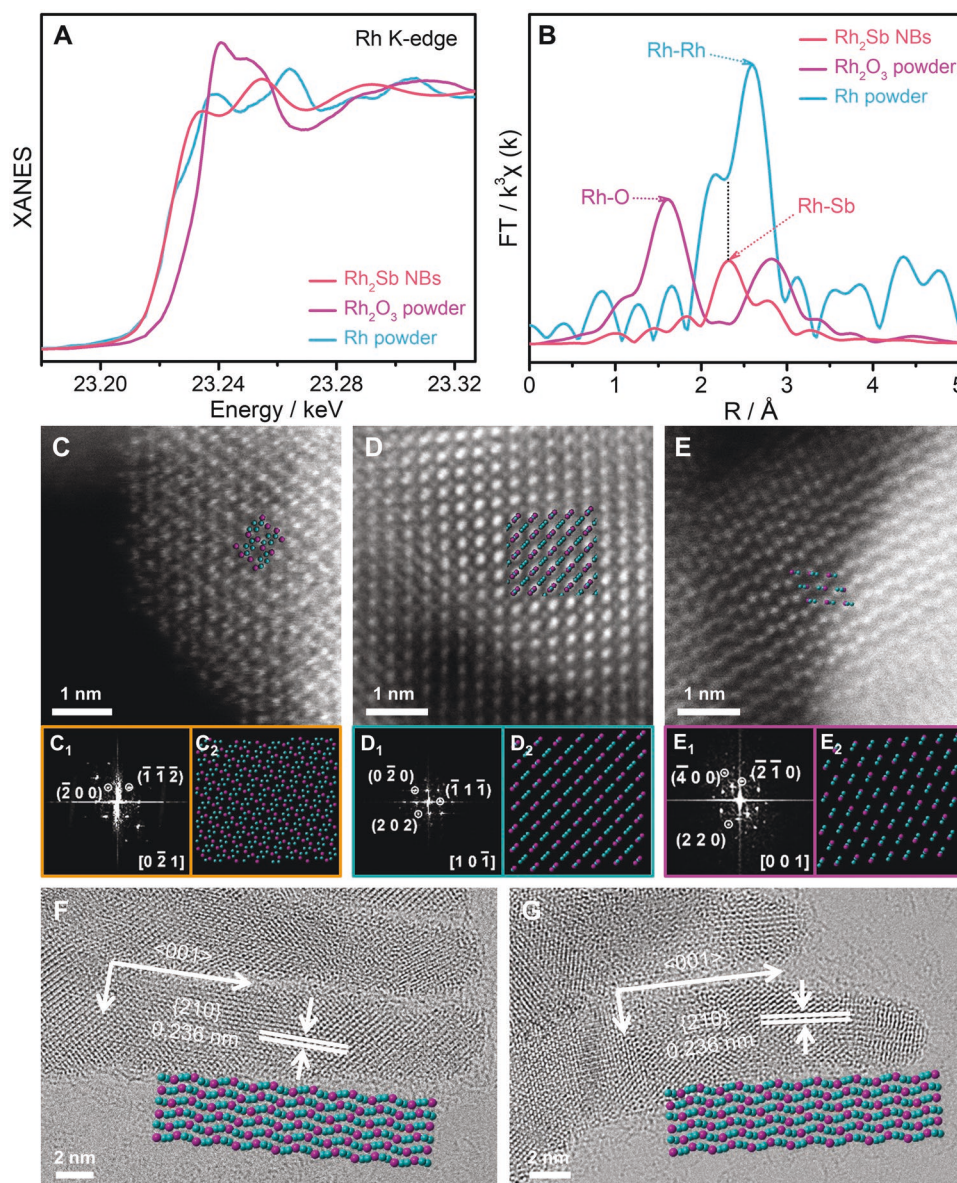 A
Rh K-edge
XANES
Rh₂Sb NBs
Rh₂O₃ powder
Rh powder
23.20 23.24 23.28 23.32
Energy / keV
B
Rh-Rh
Rh₂Sb NBs
Rh₂O₃ powder
Rh powder
Rh-O
Rh-Sb
FT / k³χ (k)
0 1 2 3 4 5
R / Å
C
1 nm
D
1 nm
E
1 nm
C₁
(2̅ 0 0)
(1 1̅ 2̅)
[0 2̅ 1]
C₂
D₁
(0 2̅ 0)
(1̅ 1 1̅)
(2 0 2)
[1 0 1̅]
D₂
E₁
(4̅ 0 0)
(2̅ 1̅ 0)
(2 2 0)
[0 0 1]
E₂
F
<001>
(210)
0.236 nm
2 nm
G
<001>
(210)
0.236 nm
2 nm